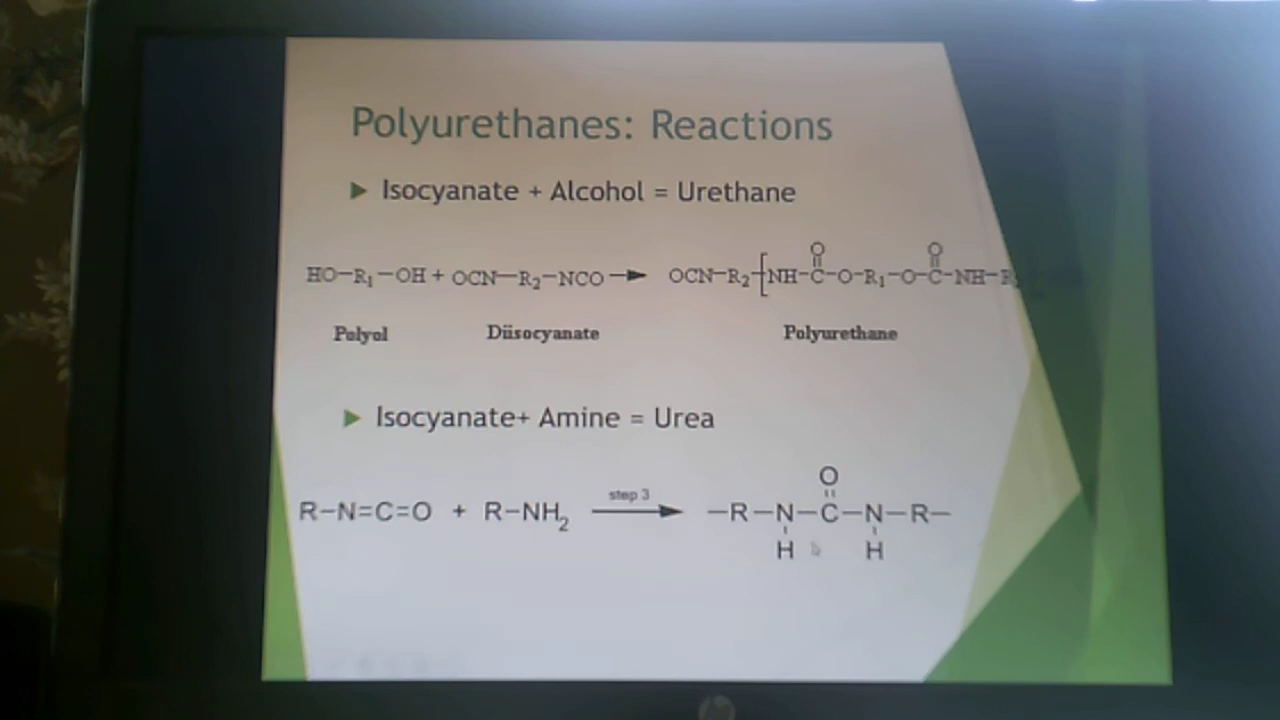 Polyurethanes: Reactions
Isocyanate + Alcohol = Urethane
HO–R₁–OH + OCN–R₂–NCO → OCN–R₂–[NH–C(=O)–O–R₁–O–C(=O)–NH–R
Polyol Diisocyanate Polyurethane
Isocyanate+ Amine = Urea
step 3
R–N=C=O + R–NH₂ → –R–N(H)–C(=O)–N(H)–R–